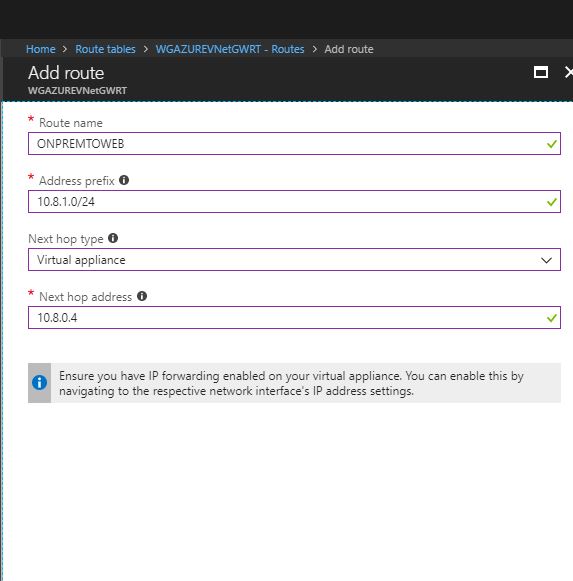 Home > Route tables > WGAZUREVNetGWRT - Routes > Add route
Add route
WGAZUREVNetGWRT
* Route name
ONPREMTOWEB
* Address prefix
10.8.1.0/24
Next hop type
Virtual appliance
* Next hop address
10.8.0.4
Ensure you have IP forwarding enabled on your virtual appliance. You can enable this by
navigating to the respective network interface's IP address settings.